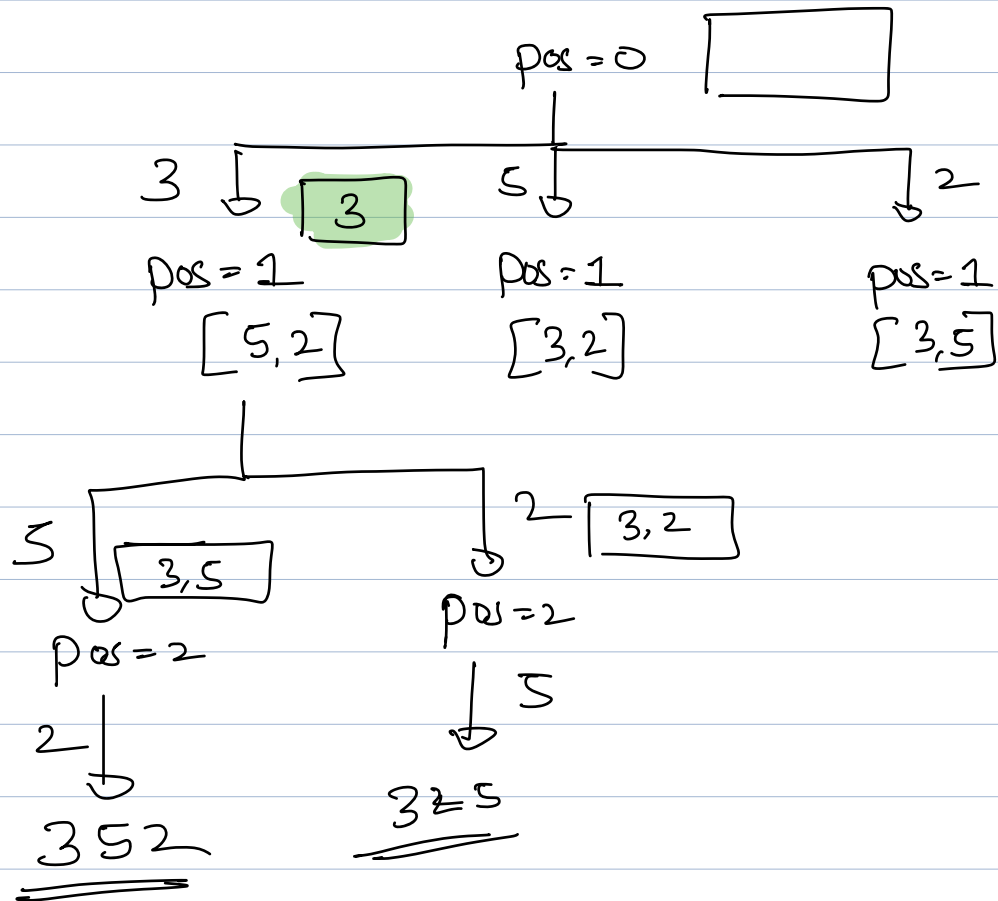 pos = 0
3
3
5
2
pos = 1
pos = 1
pos = 1
[5,2]
[3,2]
[3,5]
5
3,5
2
3,2
pos = 2
pos = 2
2
5
352
325